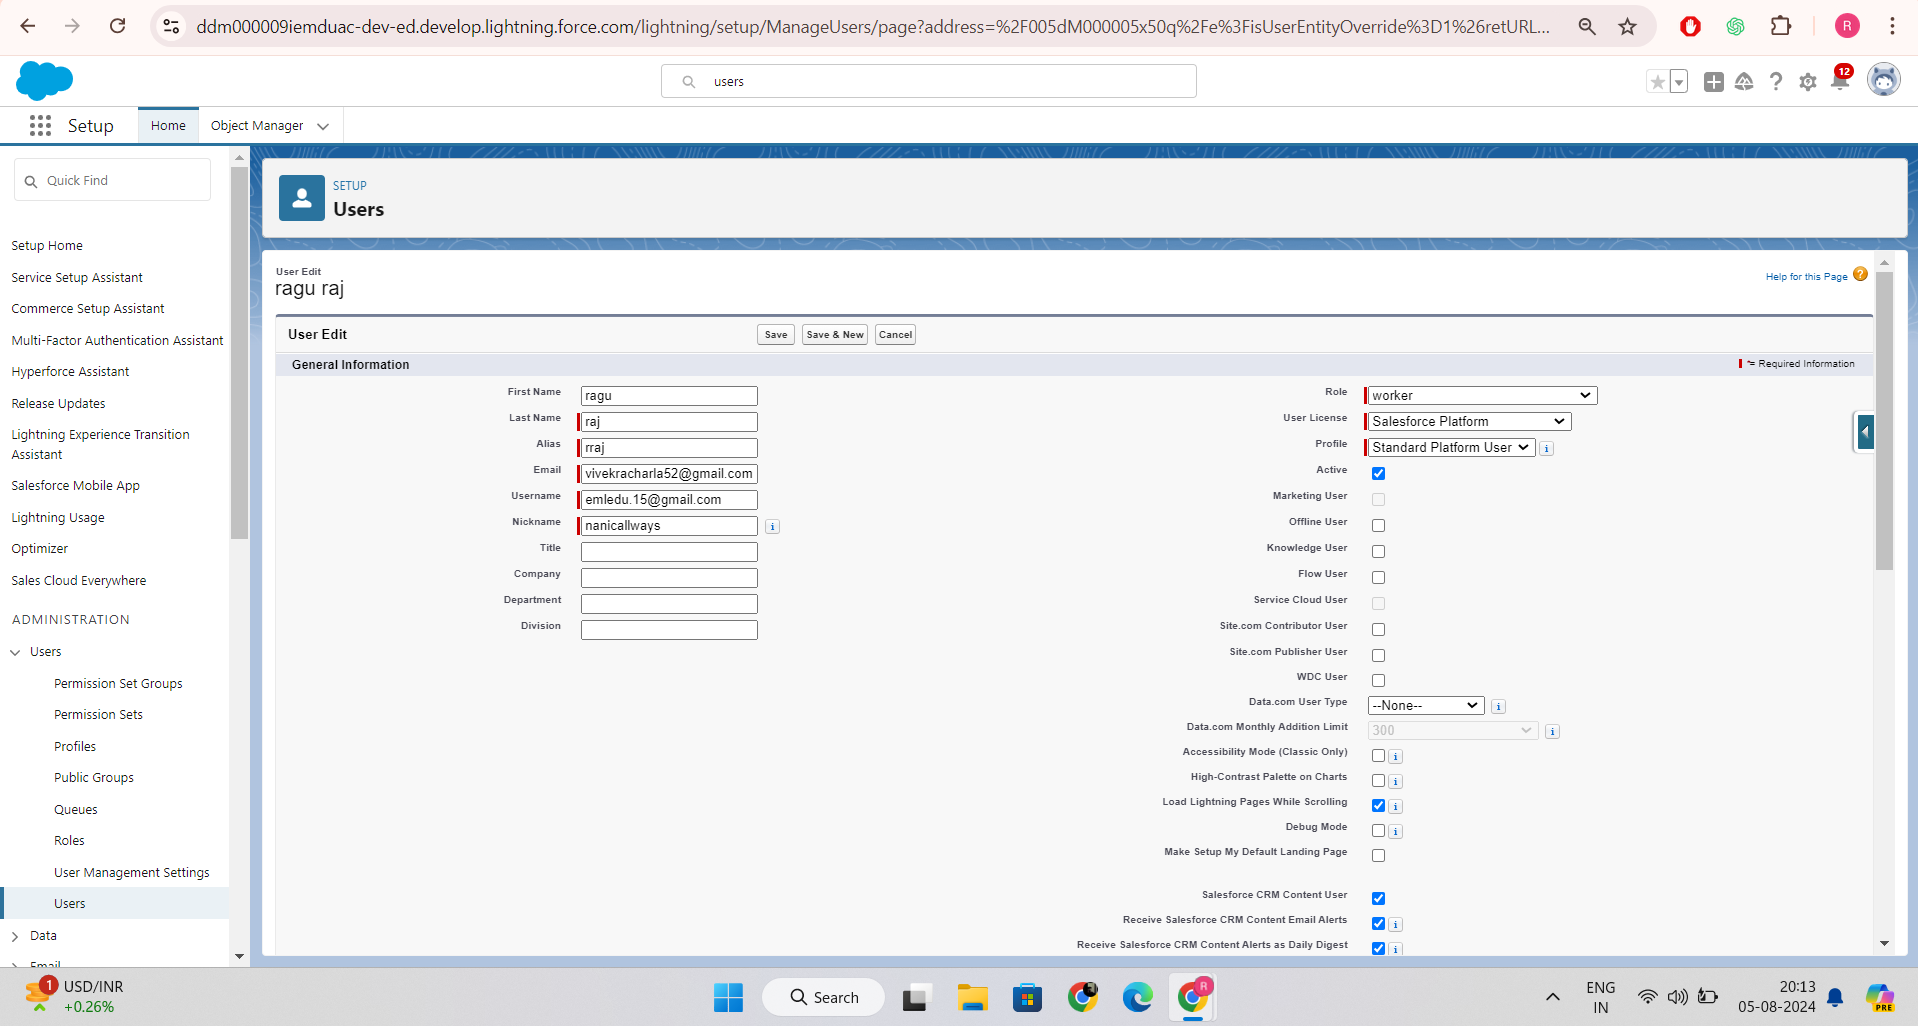 ddm000009iemduac-dev-ed.develop.lightning.force.com/lightning/setup/ManageUsers/page?address=%2F005dM000005x50q%2Fe%3FisUserEntityOverride%3D1%26retURL...
R
users
12
Setup
Home
Object Manager
Quick Find
Setup Home
Service Setup Assistant
Commerce Setup Assistant
Multi-Factor Authentication Assistant
Hyperforce Assistant
Release Updates
Lightning Experience Transition
Assistant
Salesforce Mobile App
Lightning Usage
Optimizer
Sales Cloud Everywhere
ADMINISTRATION
Users
Permission Set Groups
Permission Sets
Profiles
Public Groups
Queues
Roles
User Management Settings
Users
Data
Email
SETUP
Users
User Edit
ragu raj
Help for this Page
User Edit
Save
Save & New
Cancel
General Information
= Required Information
First Name ragu
Last Name raj
Alias rraj
Email vivekracharla52@gmail.com
Username emledu.15@gmail.com
Nickname nanicallways
Title
Company
Department
Division
Role worker
User License Salesforce Platform
Profile Standard Platform User
Active
Marketing User
Offline User
Knowledge User
Flow User
Service Cloud User
Site.com Contributor User
Site.com Publisher User
WDC User
Data.com User Type --None--
Data.com Monthly Addition Limit 300
Accessibility Mode (Classic Only)
High-Contrast Palette on Charts
Load Lightning Pages While Scrolling
Debug Mode
Make Setup My Default Landing Page
Salesforce CRM Content User
Receive Salesforce CRM Content Email Alerts
Receive Salesforce CRM Content Alerts as Daily Digest
1
USD/INR
+0.26%
Search
R
ENG
IN
20:13
05-08-2024
PRE